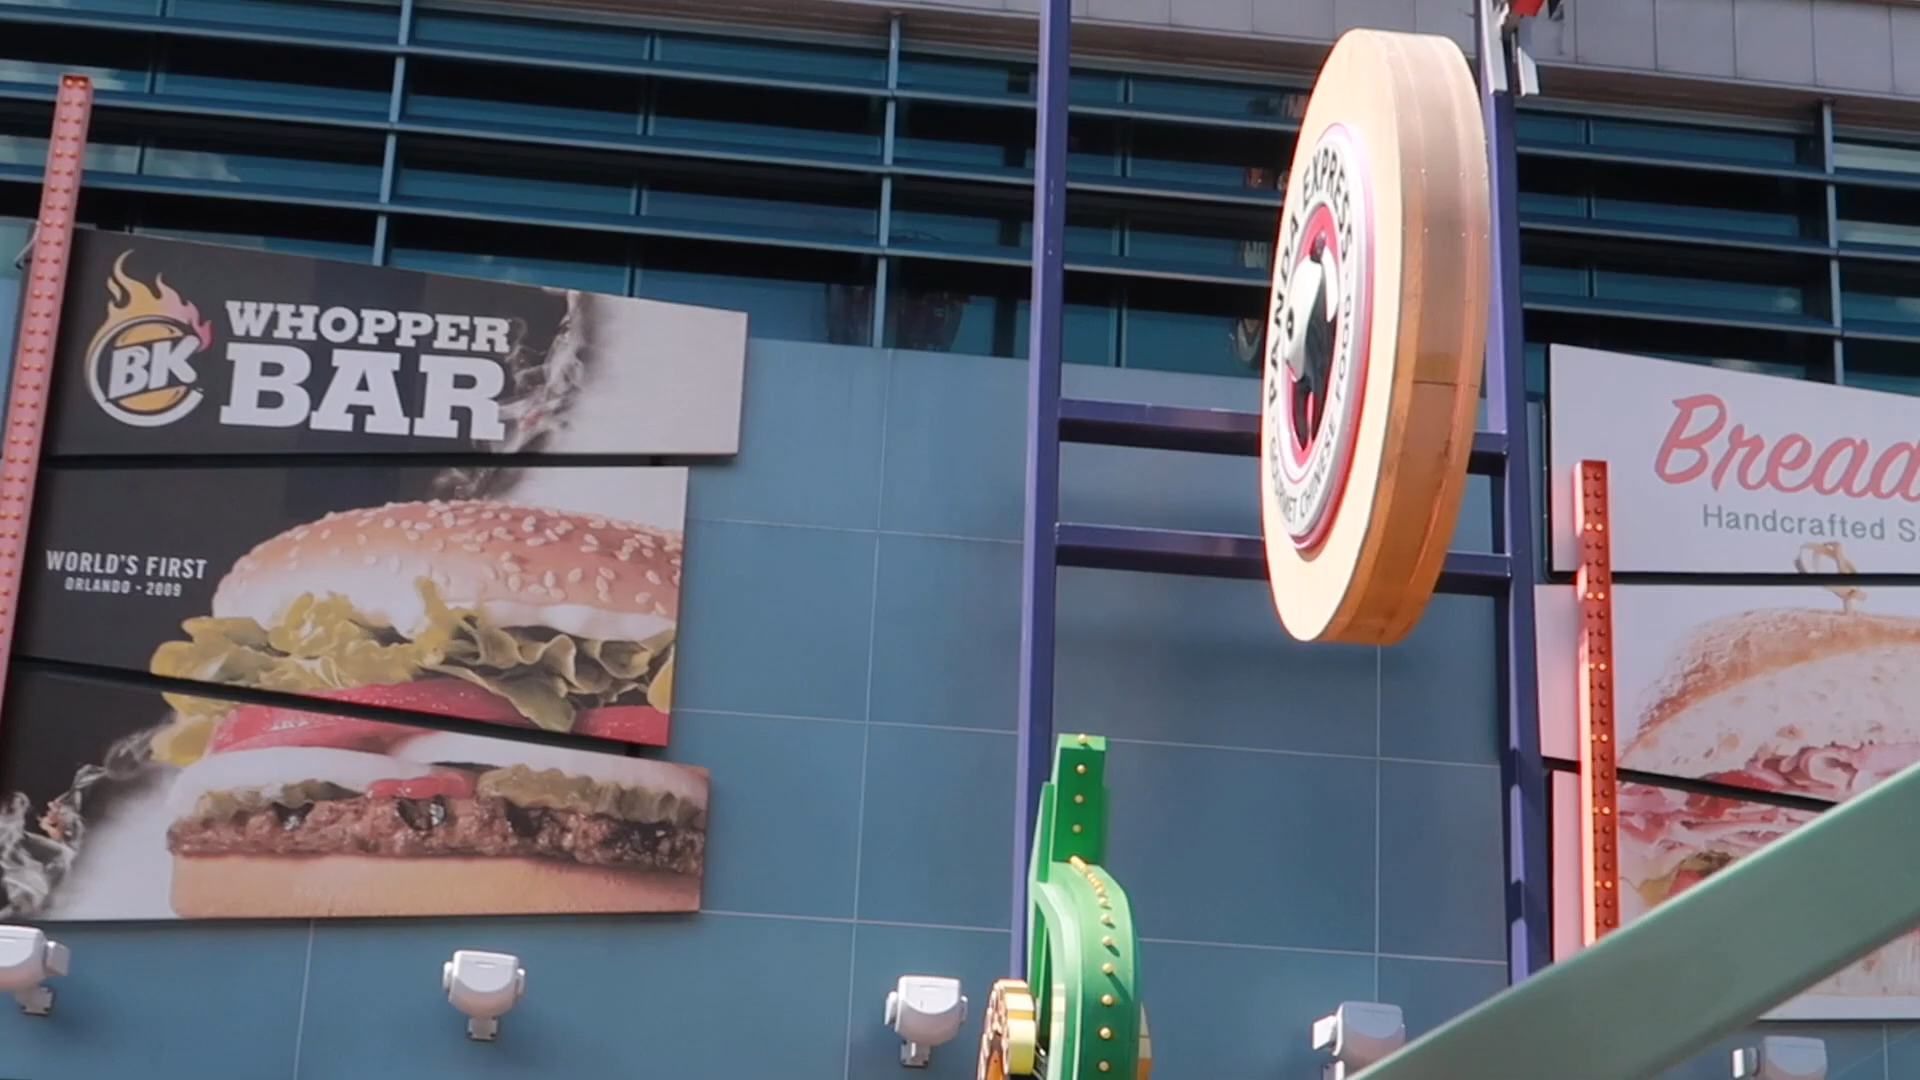 BK
WHOPPER
BAR
WORLD'S FIRST
ORLANDO - 2009
PANDA EXPRESS
GOURMET CHINESE FOOD
Bread
Handcrafted